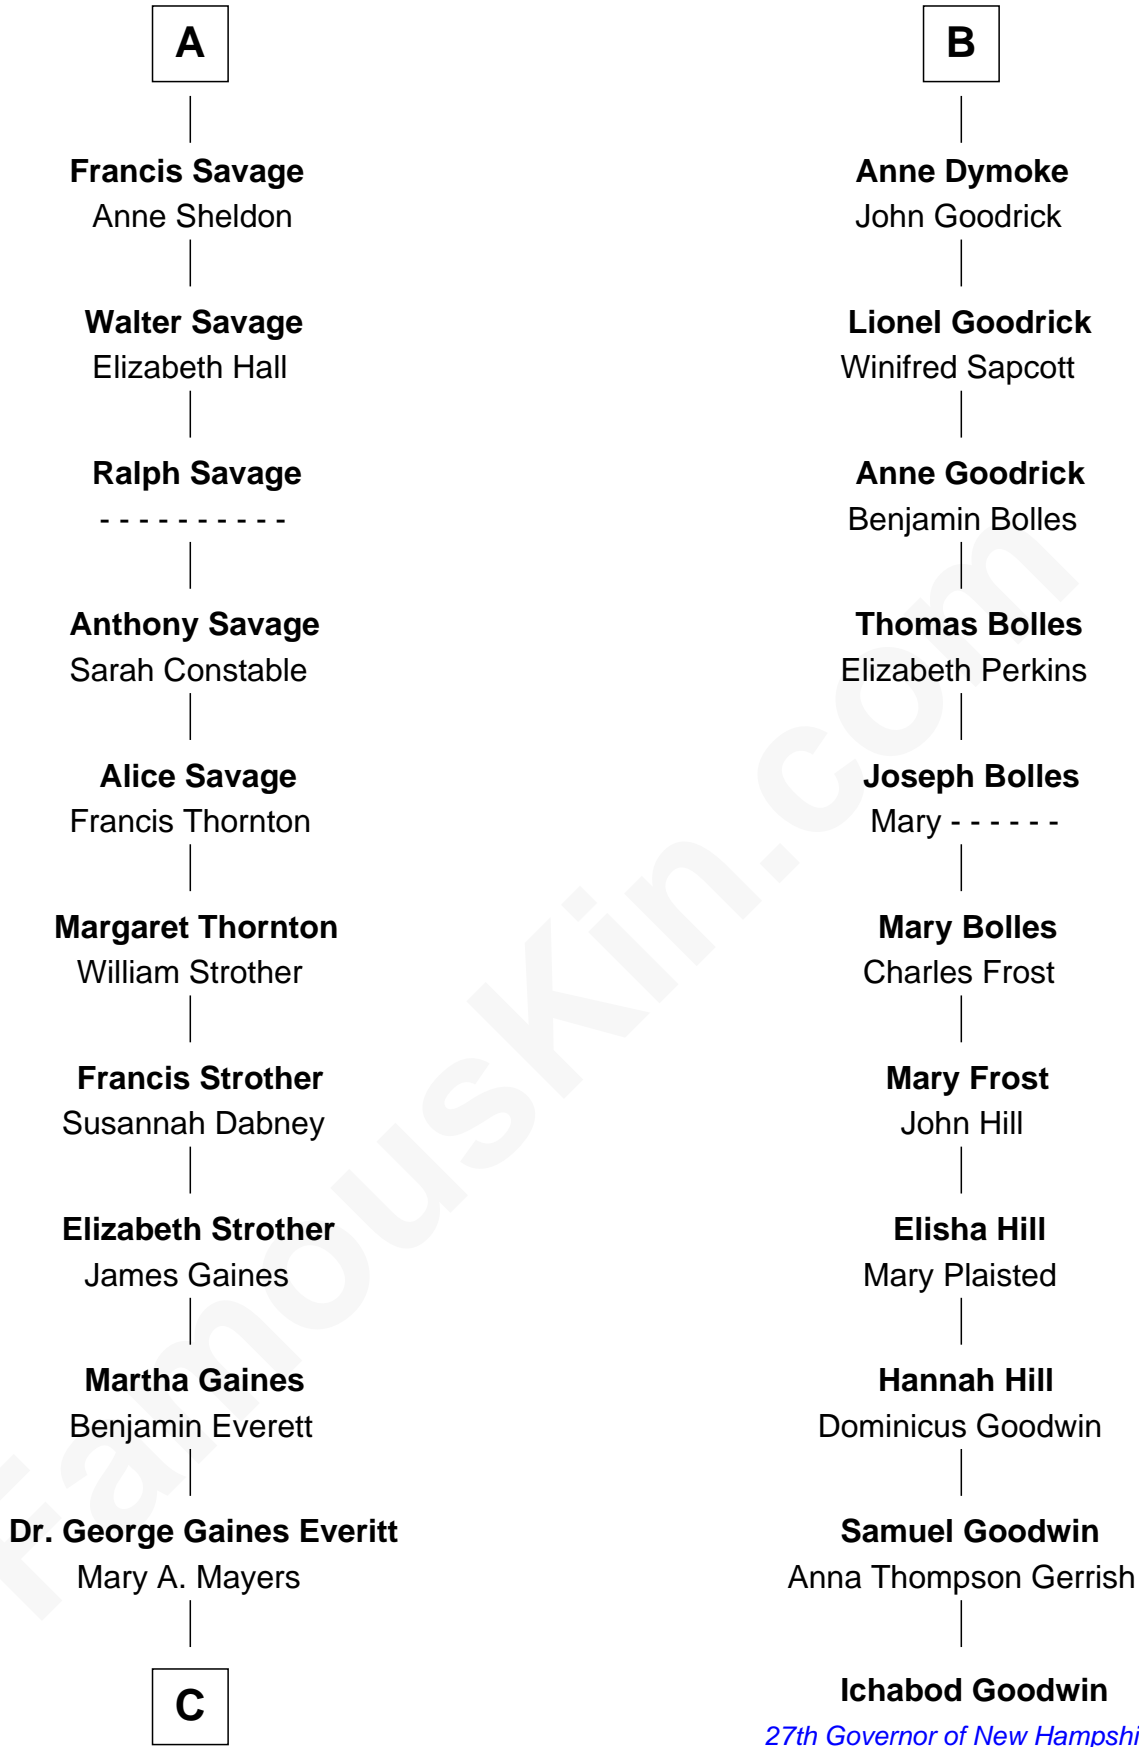 A
Francis Savage
Anne Sheldon
Walter Savage
Elizabeth Hall
Ralph Savage
- - - - - - - - - -
Anthony Savage
Sarah Constable
Alice Savage
Francis Thornton
Margaret Thornton
William Strother
Francis Strother
Susannah Dabney
Elizabeth Strother
James Gaines
Martha Gaines
Benjamin Everett
Dr. George Gaines Everitt
Mary A. Mayers
C
B
Anne Dymoke
John Goodrick
Lionel Goodrick
Winifred Sapcott
Anne Goodrick
Benjamin Bolles
Thomas Bolles
Elizabeth Perkins
Joseph Bolles
Mary - - - - - -
Mary Bolles
Charles Frost
Mary Frost
John Hill
Elisha Hill
Mary Plaisted
Hannah Hill
Dominicus Goodwin
Samuel Goodwin
Anna Thompson Gerrish
Ichabod Goodwin
27th Governor of New Hampshi
FamousKin.com